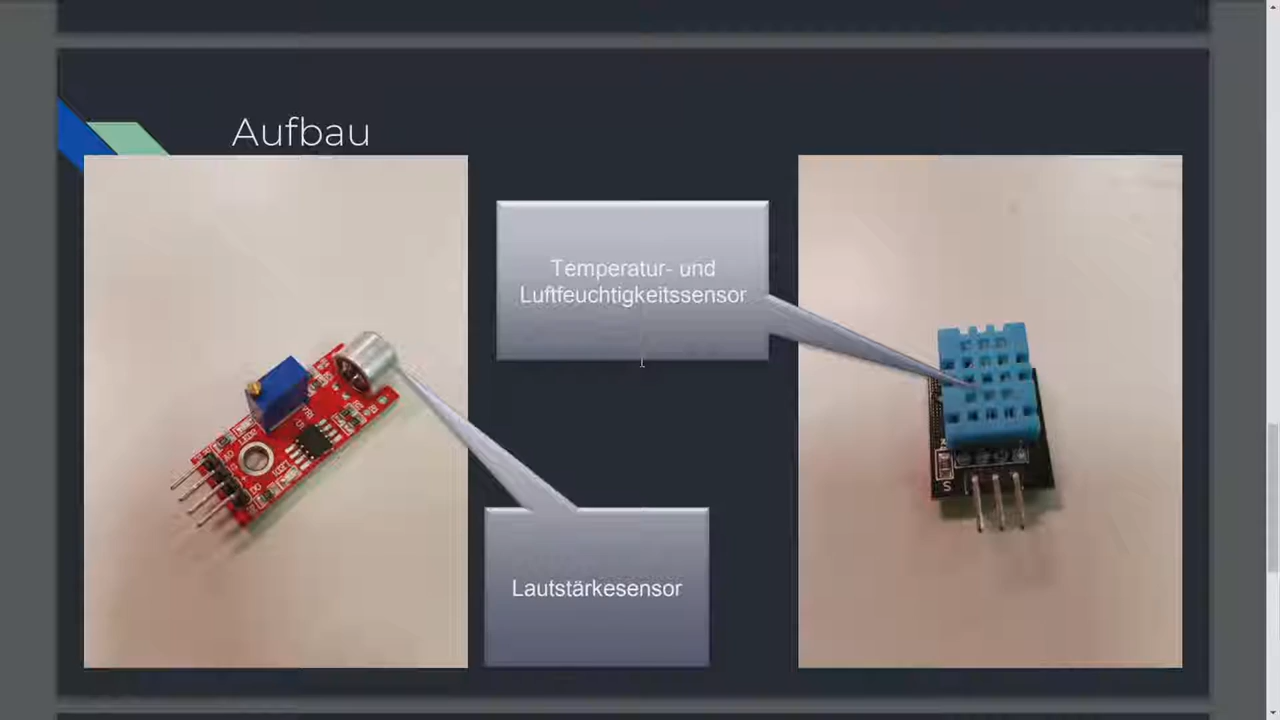 Aufbau
Temperatur- und
Luftfeuchtigkeitssensor
Lautstärkesensor
S